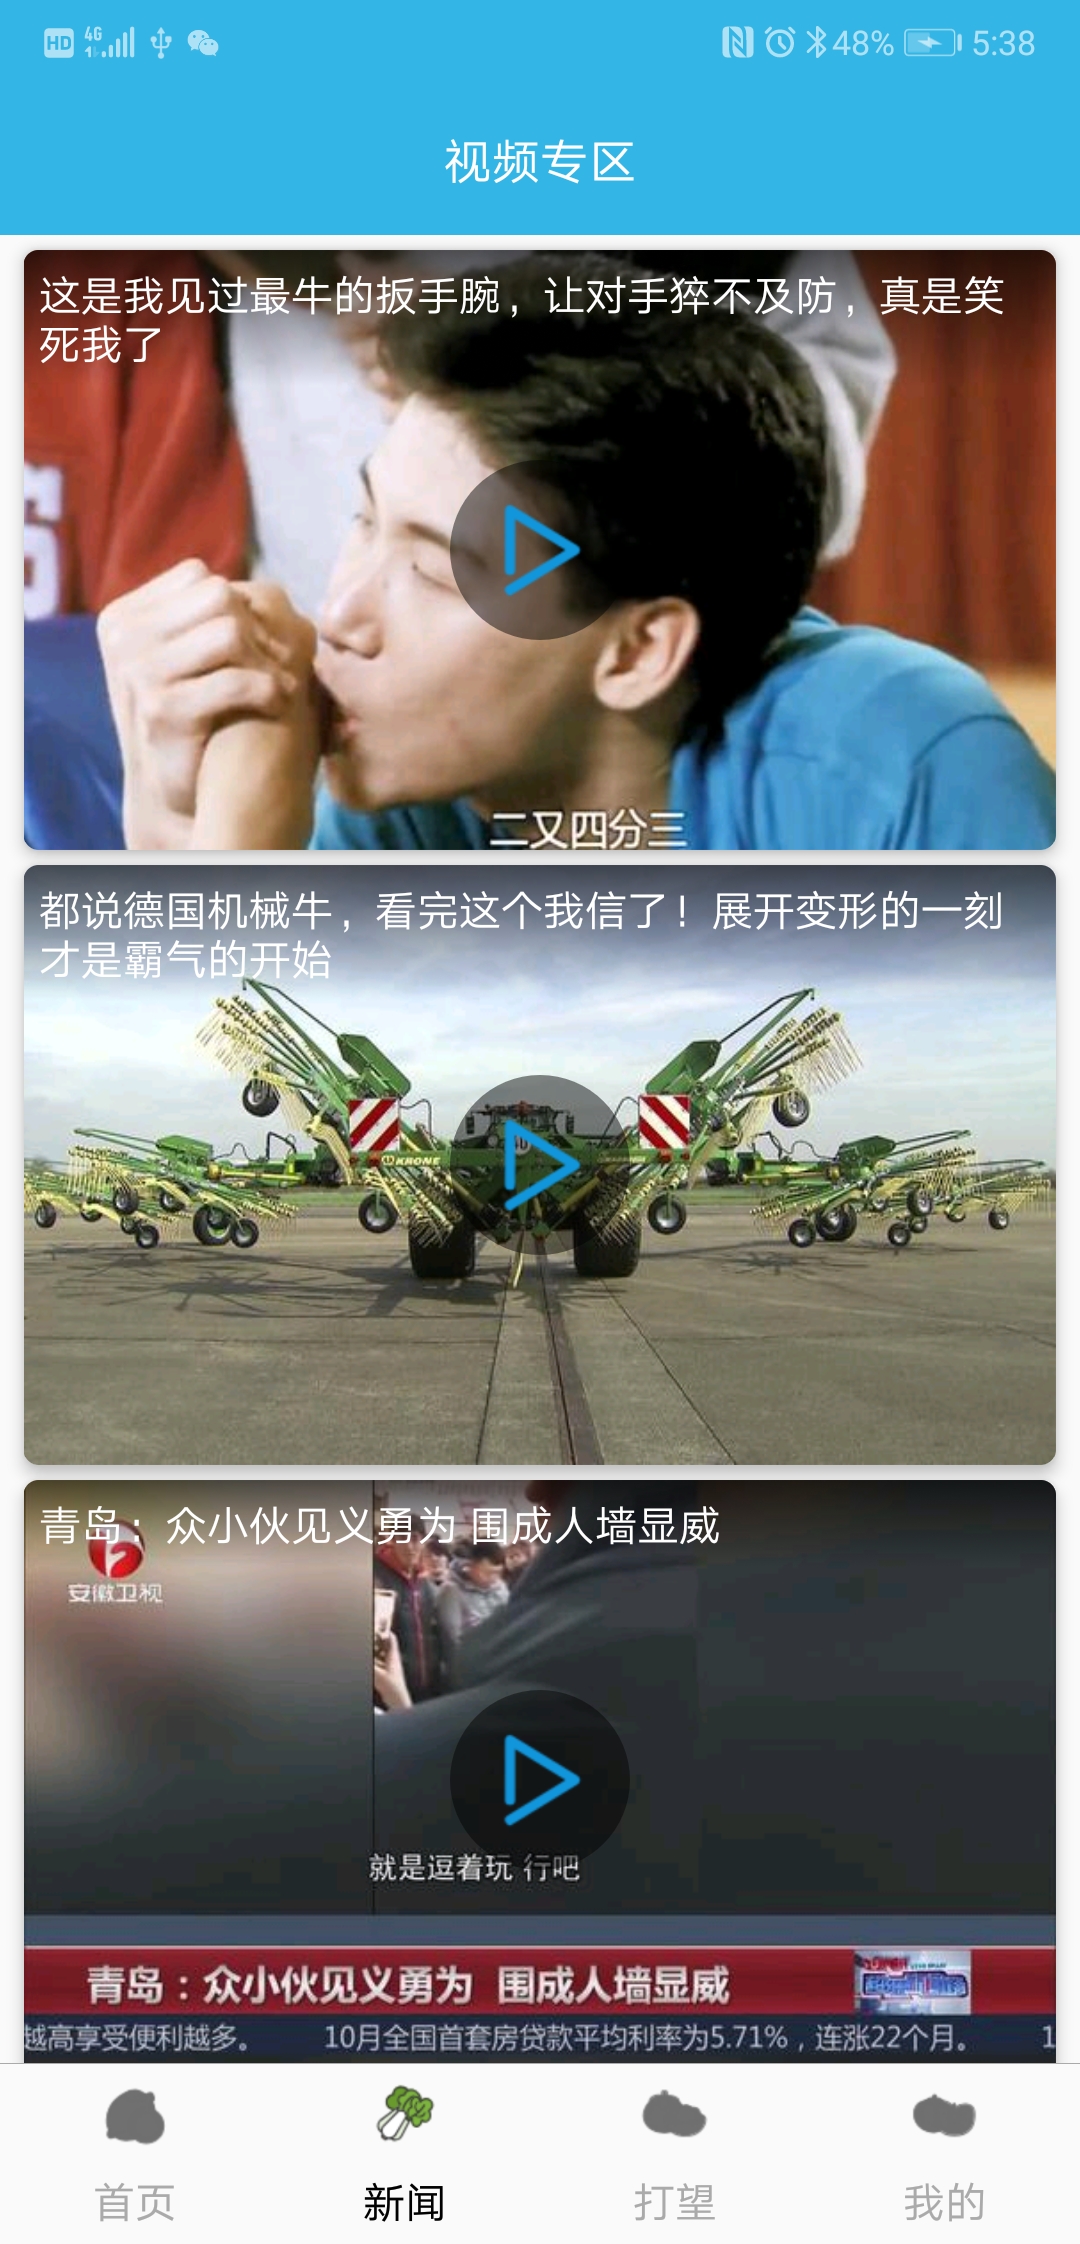 HD 4G 48% 5:38
视频专区
这是我见过最牛的扳手腕，让对手猝不及防，真是笑
死我了
二又四分三
都说德国机械牛，看完这个我信了！展开变形的一刻
才是霸气的开始
KRONE
青岛：众小伙见义勇为 围成人墙显威
安徽卫视
就是逗着玩 行吧
青岛：众小伙见义勇为 围成人墙显威
越高享受便利越多。 10月全国首套房贷款平均利率为5.71%，连涨22个月。 1
首页 新闻 打望 我的